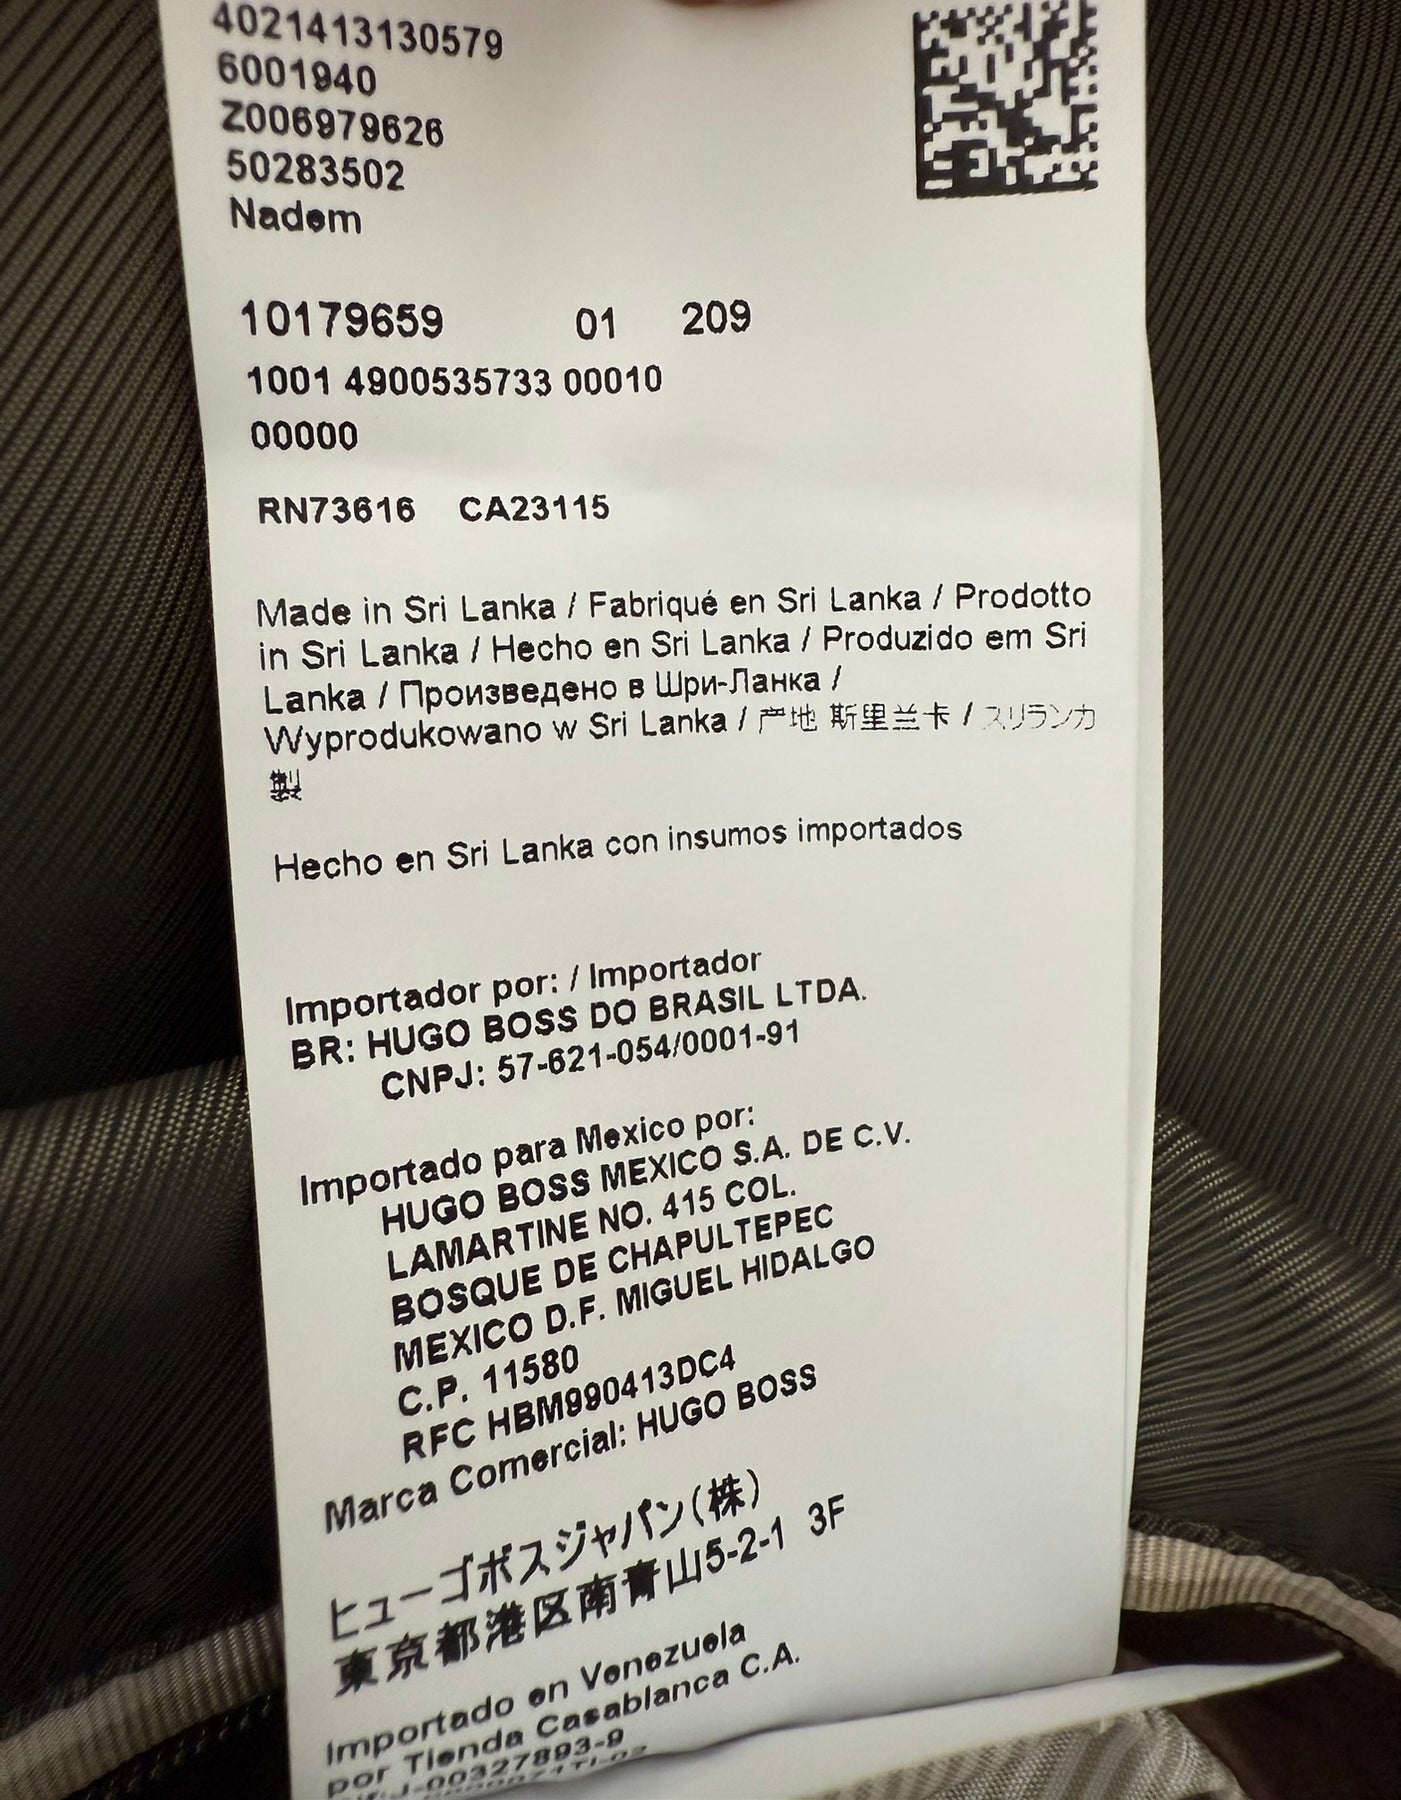 4021413130579
6001940
Z006979626
50283502
Nadem
10179659 01 209
1001 4900535733 00010
00000
RN73616 CA23115
Made in Sri Lanka / Fabriqué en Sri Lanka / Prodotto
in Sri Lanka / Hecho en Sri Lanka / Produzido em Sri
Lanka / Произведено в Шри-Ланка /
Wyprodukowano w Sri Lanka / 产地 斯里兰卡 / スリランカ
製
Hecho en Sri Lanka con insumos importados
Importador por: / Importador
BR: HUGO BOSS DO BRASIL LTDA.
CNPJ: 57-621-054/0001-91
Importado para Mexico por:
HUGO BOSS MEXICO S.A. DE C.V.
LAMARTINE NO. 415 COL.
BOSQUE DE CHAPULTEPEC
MEXICO D.F. MIGUEL HIDALGO
C.P. 11580
RFC HBM990413DC4
Marca Comercial: HUGO BOSS
ヒューゴボスジャパン(株)
東京都港区南青山5-2-1 3F
Importado en Venezuela
por Tienda Casablanca C.A.
J-00327893-9